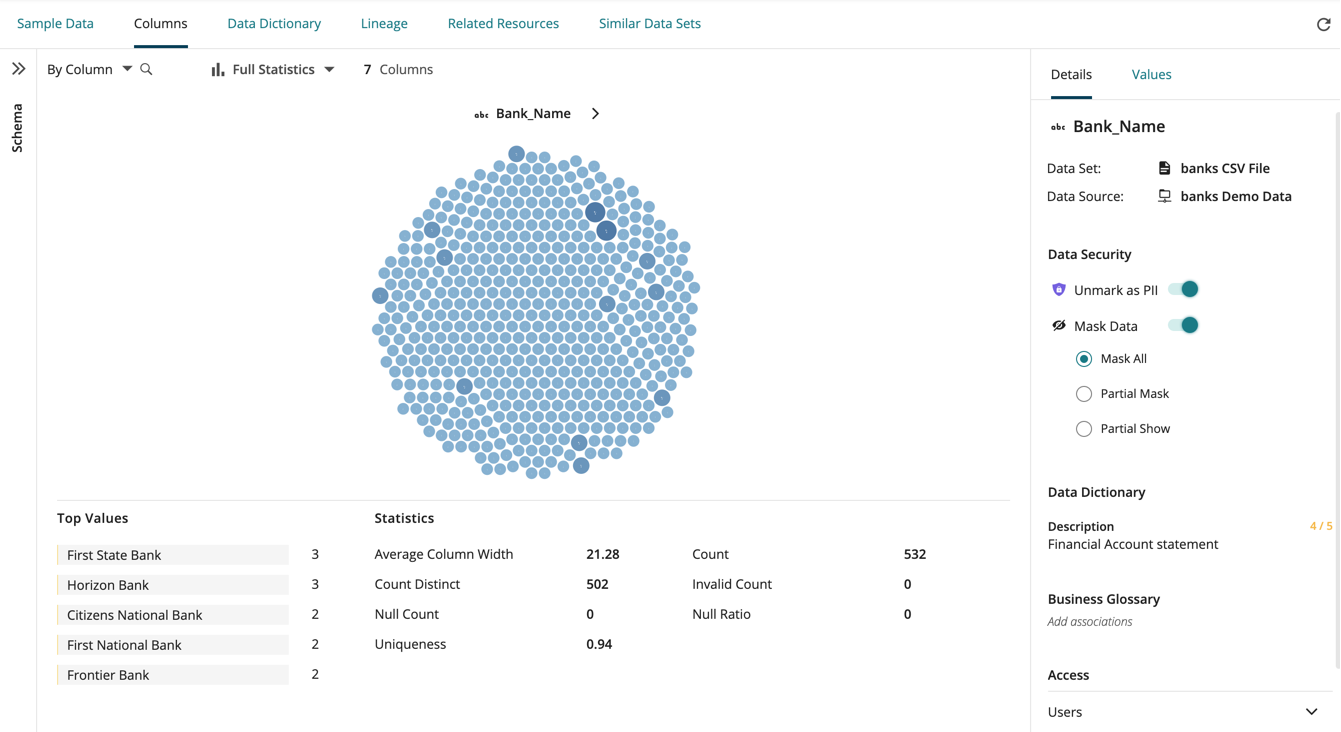 Sample Data Columns Data Dictionary Lineage Related Resources Similar Data Sets
By Column Full Statistics 7 Columns
Schema
abc Bank_Name
Top Values
First State Bank 3
Horizon Bank 3
Citizens National Bank 2
First National Bank 2
Frontier Bank 2
Statistics
Average Column Width 21.28 Count 532
Count Distinct 502 Invalid Count 0
Null Count 0 Null Ratio 0
Uniqueness 0.94
Details Values
abc Bank_Name
Data Set: banks CSV File
Data Source: banks Demo Data
Data Security
Unmark as PII
Mask Data
Mask All
Partial Mask
Partial Show
Data Dictionary
Description 4 / 5
Financial Account statement
Business Glossary
Add associations
Access
Users